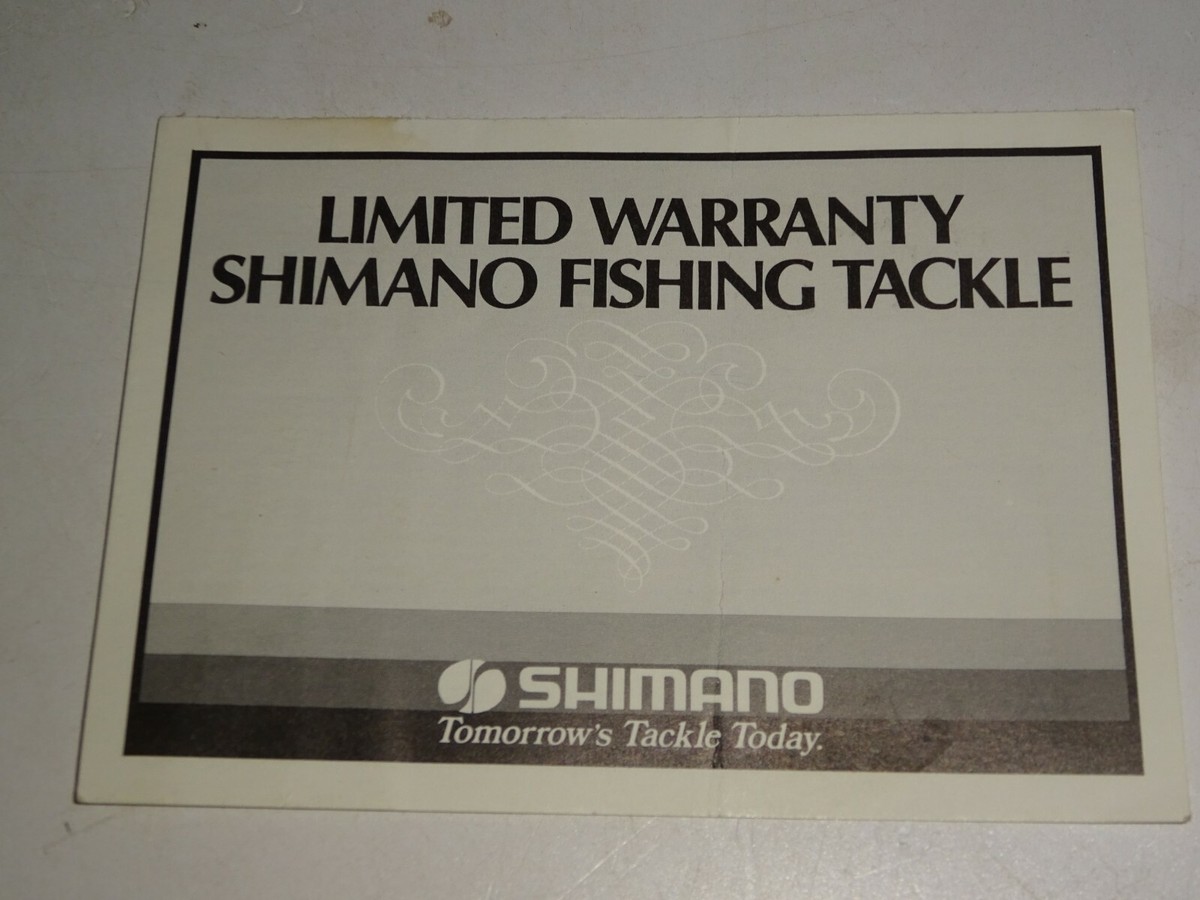 LIMITED WARRANTY
SHIMANO FISHING TACKLE
SHIMANO
Tomorrow's Tackle Today.